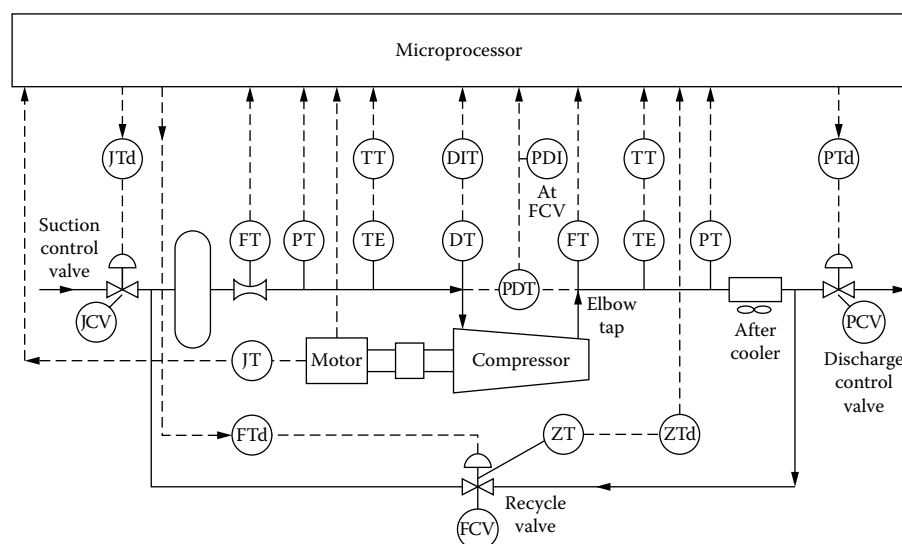 Microprocessor
JTd
TT
DIT
PDI
TT
PTd
At
FCV
Suction
control
valve
FT
PT
TE
DT
FT
TE
PT
JCV
PDT
Elbow
tap
After
cooler
PCV
Discharge
control
valve
JT
Motor
Compressor
FTd
ZT
ZTd
Recycle
valve
FCV